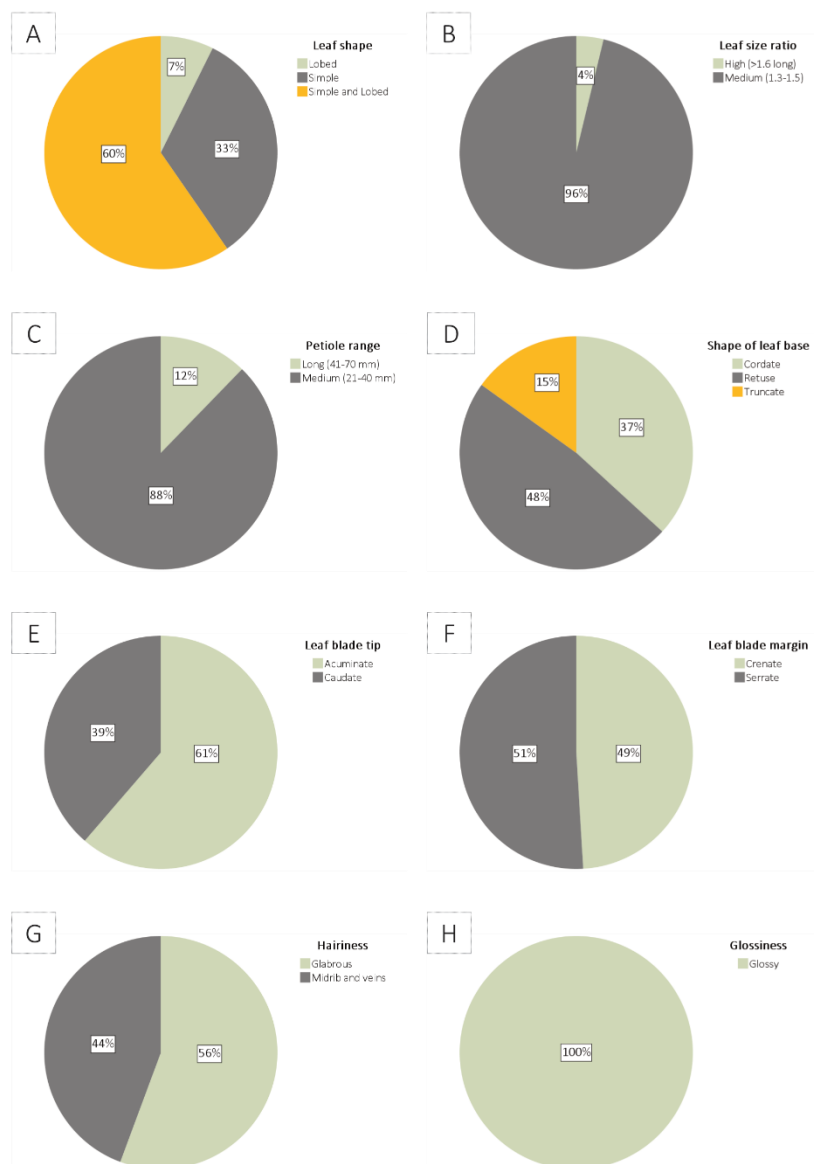 A
Leaf shape
Lobed
Simple
Simple and Lobed
7%
33%
60%
B
Leaf size ratio
High (>1.6 long)
Medium (1.3-1.5)
4%
96%
C
Petiole range
Long (41-70 mm)
Medium (21-40 mm)
12%
88%
D
Shape of leaf base
Cordate
Retuse
Truncate
15%
37%
48%
E
Leaf blade tip
Acuminate
Caudate
39%
61%
F
Leaf blade margin
Crenate
Serrate
51%
49%
G
Hairiness
Glabrous
Midrib and veins
44%
56%
H
Glossiness
Glossy
100%